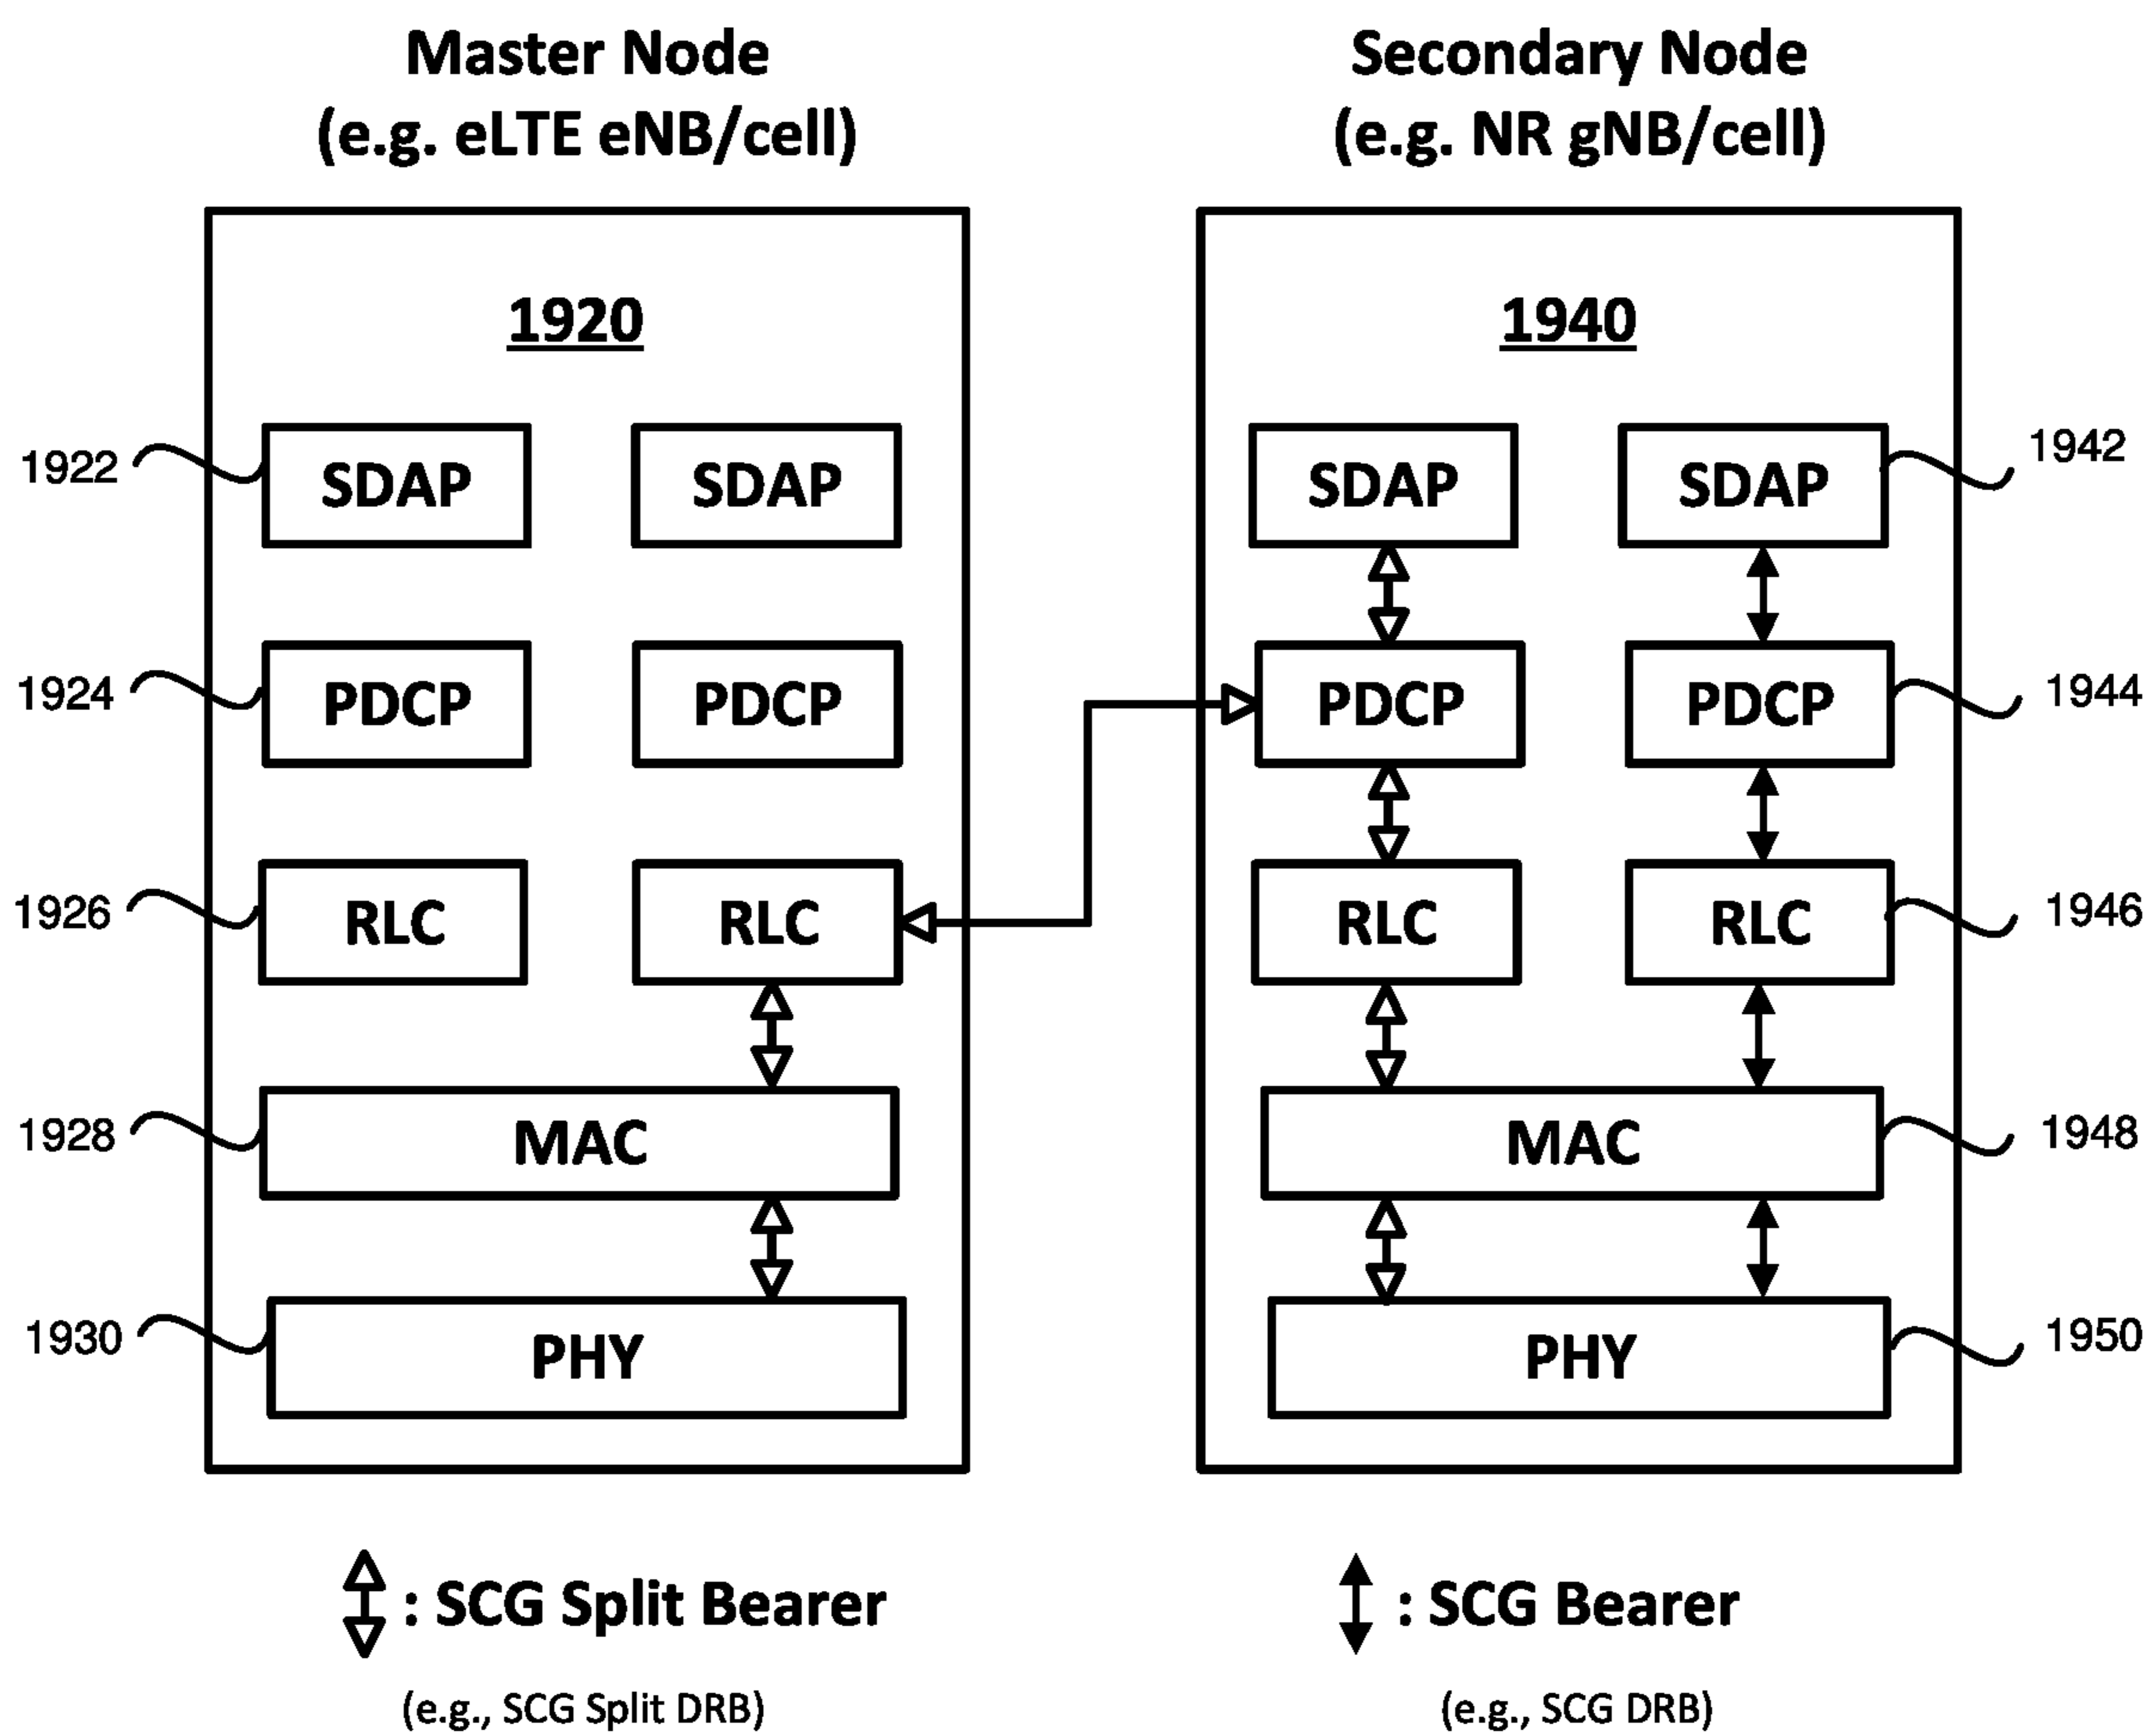 Master Node
(e.g. eLTE eNB/cell)
Secondary Node
(e.g. NR gNB/cell)
1920
1940
1922
SDAP
SDAP
SDAP
SDAP
1942
1924
PDCP
PDCP
PDCP
PDCP
1944
1926
RLC
RLC
RLC
RLC
1946
1928
MAC
MAC
1948
1930
PHY
PHY
1950
: SCG Split Bearer
(e.g., SCG Split DRB)
: SCG Bearer
(e.g., SCG DRB)